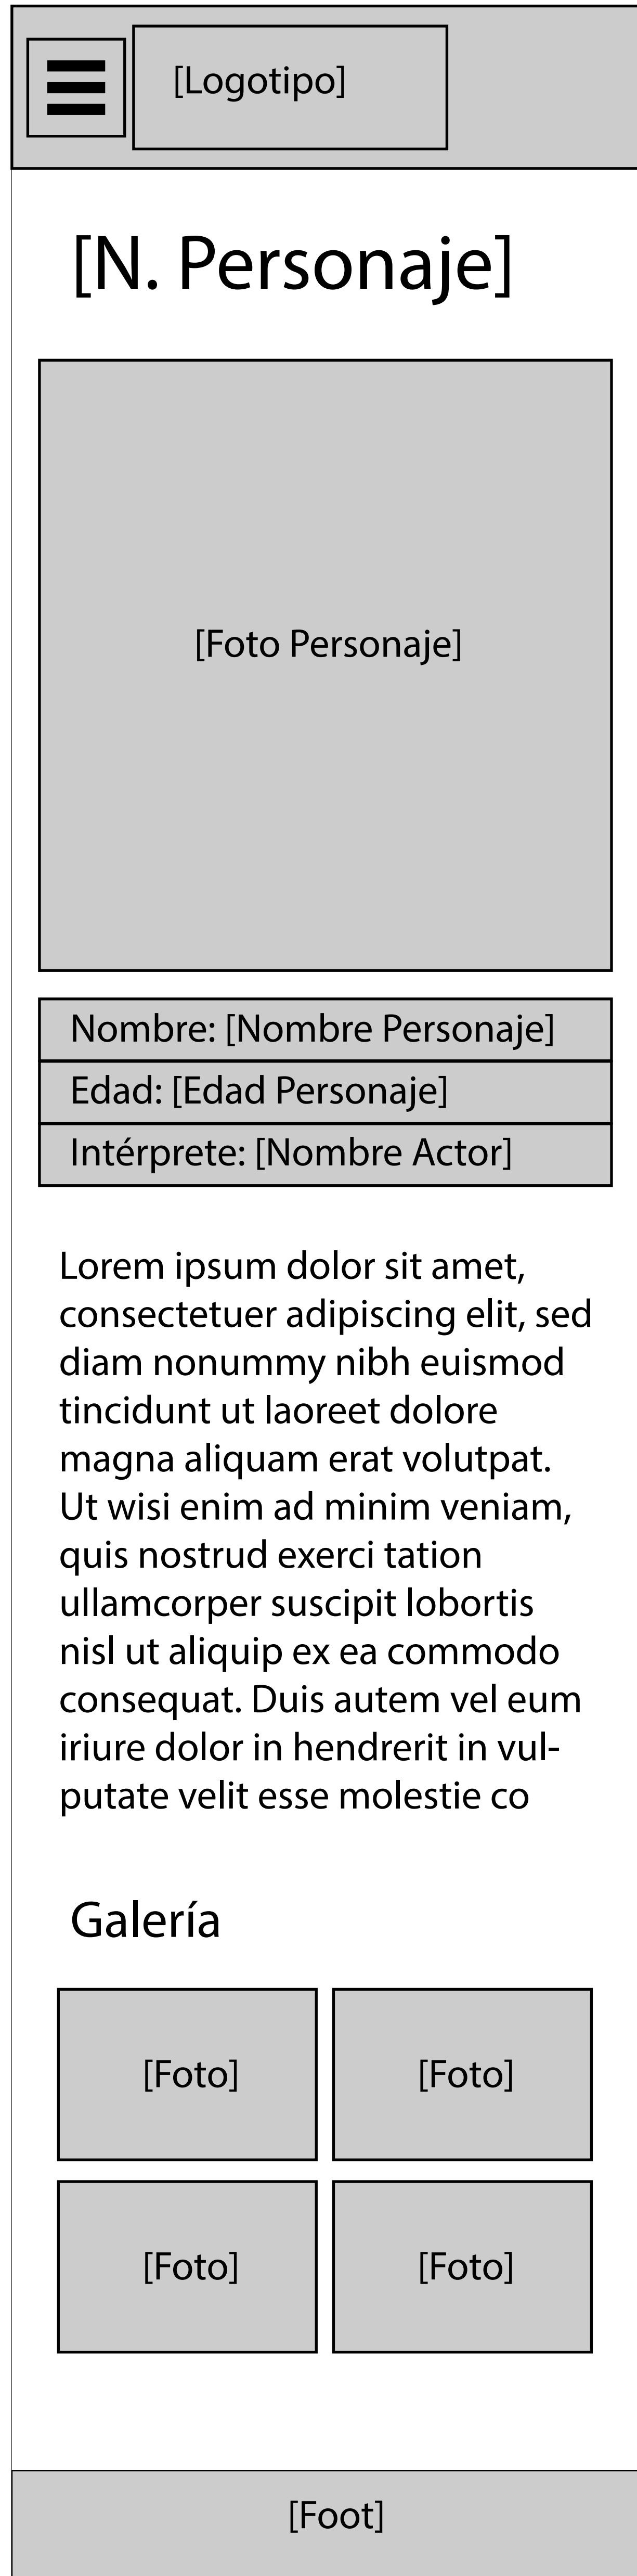 [Logotipo]
[N. Personaje]
[Foto Personaje]
Nombre: [Nombre Personaje]
Edad: [Edad Personaje]
Intérprete: [Nombre Actor]
Lorem ipsum dolor sit amet,
consectetuer adipiscing elit, sed
diam nonummy nibh euismod
tincidunt ut laoreet dolore
magna aliquam erat volutpat.
Ut wisi enim ad minim veniam,
quis nostrud exerci tation
ullamcorper suscipit lobortis
nisl ut aliquip ex ea commodo
consequat. Duis autem vel eum
iriure dolor in hendrerit in vul-
putate velit esse molestie co
Galería
[Foto]
[Foto]
[Foto]
[Foto]
[Foot]